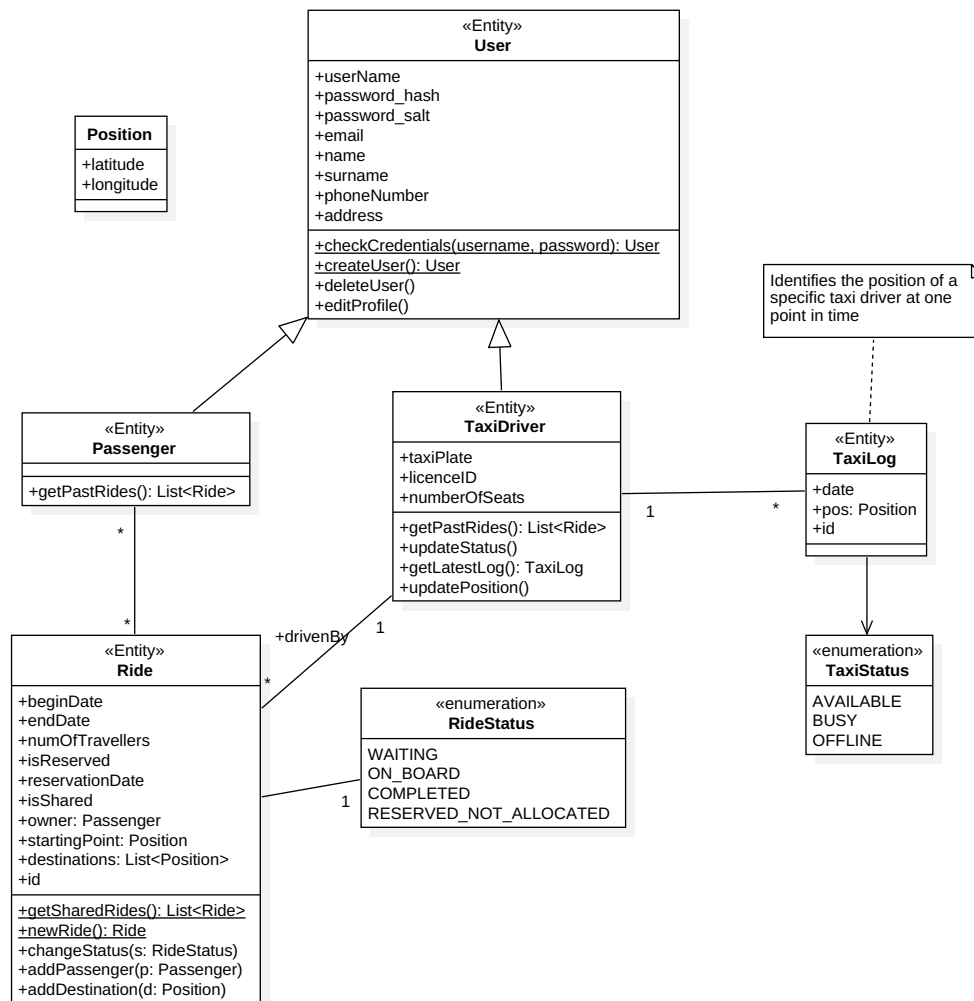 «Entity»
User
+userName
+password_hash
+password_salt
+email
+name
+surname
+phoneNumber
+address
+checkCredentials(username, password): User
+createUser(): User
+deleteUser()
+editProfile()
Position
+latitude
+longitude
Identifies the position of a
specific taxi driver at one
point in time
«Entity»
Passenger
+getPastRides(): List<Ride>
«Entity»
TaxiDriver
+taxiPlate
+licenceID
+numberOfSeats
+getPastRides(): List<Ride>
+updateStatus()
+getLatestLog(): TaxiLog
+updatePosition()
1
*
«Entity»
TaxiLog
+date
+pos: Position
+id
*
*
+drivenBy
1
*
«Entity»
Ride
+beginDate
+endDate
+numOfTravellers
+isReserved
+reservationDate
+isShared
+owner: Passenger
+startingPoint: Position
+destinations: List<Position>
+id
+getSharedRides(): List<Ride>
+newRide(): Ride
+changeStatus(s: RideStatus)
+addPassenger(p: Passenger)
+addDestination(d: Position)
1
«enumeration»
RideStatus
WAITING
ON_BOARD
COMPLETED
RESERVED_NOT_ALLOCATED
«enumeration»
TaxiStatus
AVAILABLE
BUSY
OFFLINE